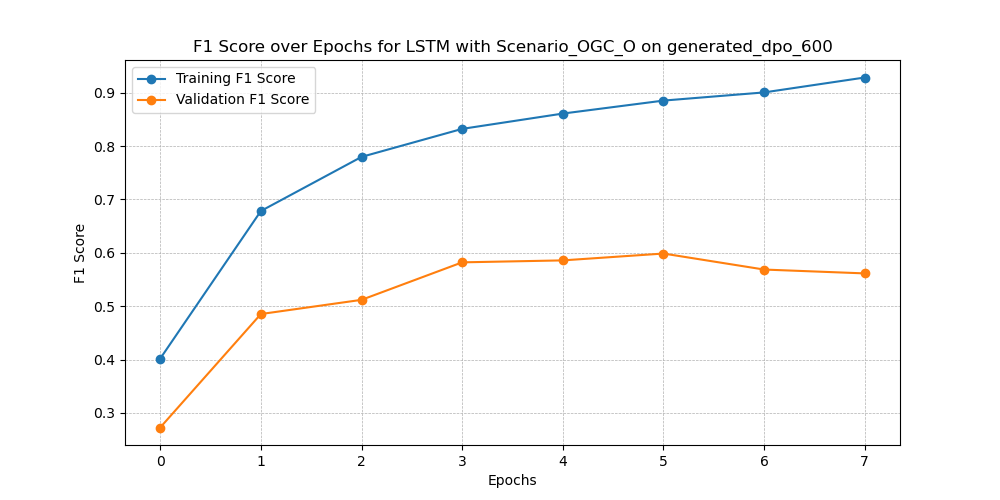 F1 Score over Epochs for LSTM with Scenario_OGC_O on generated_dpo_600
Training F1 Score
Validation F1 Score
F1 Score
0.9
0.8
0.7
0.6
0.5
0.4
0.3
0 1 2 3 4 5 6 7
Epochs